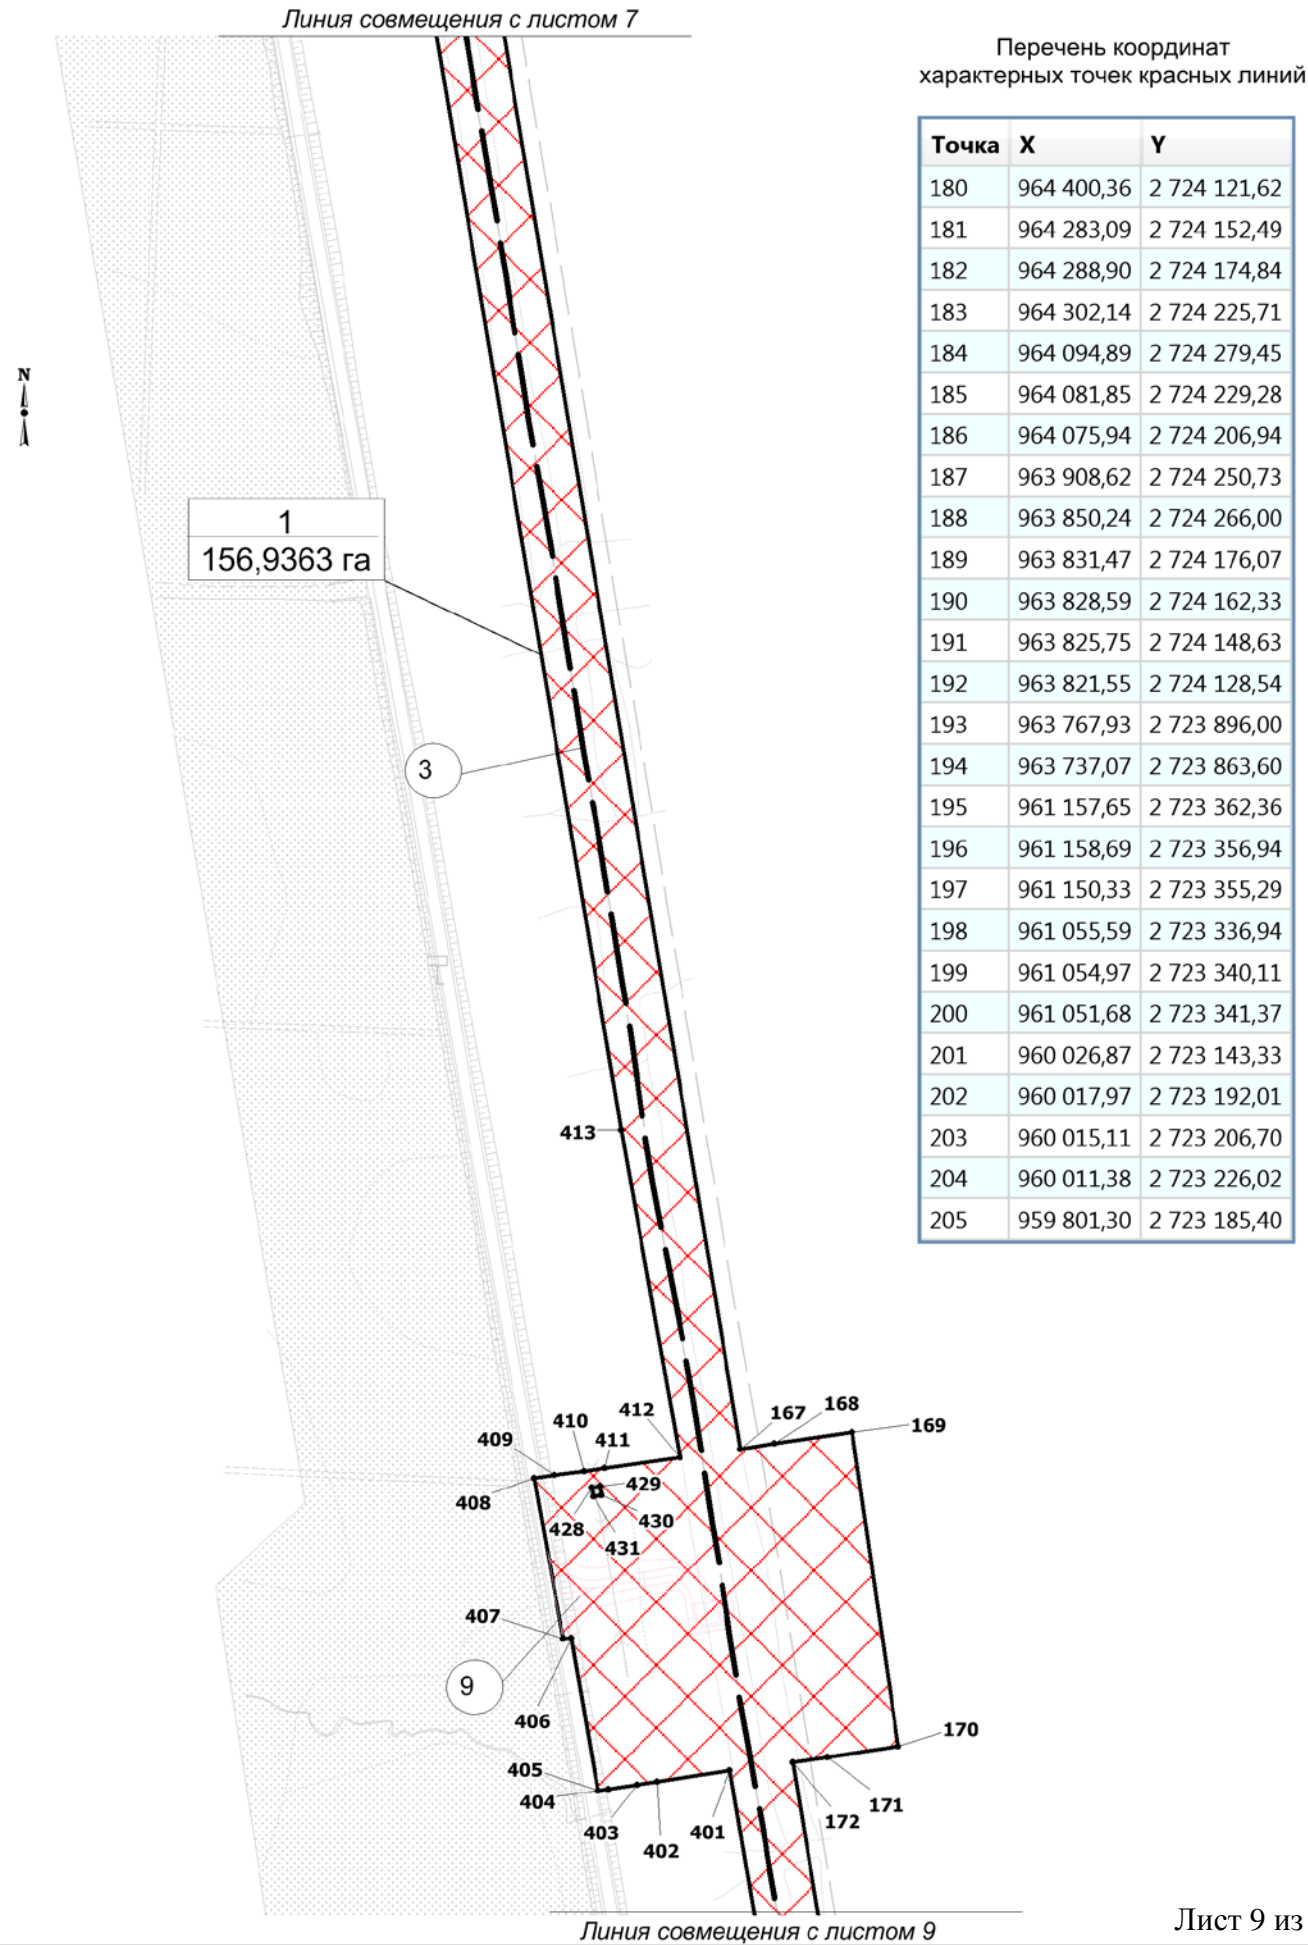 Линия совмещения с листом 7
Перечень координат
характерных точек красных линий
Точка X Y
180 964 400,36 2 724 121,62
181 964 283,09 2 724 152,49
182 964 288,90 2 724 174,84
183 964 302,14 2 724 225,71
184 964 094,89 2 724 279,45
185 964 081,85 2 724 229,28
186 964 075,94 2 724 206,94
187 963 908,62 2 724 250,73
188 963 850,24 2 724 266,00
189 963 831,47 2 724 176,07
190 963 828,59 2 724 162,33
191 963 825,75 2 724 148,63
192 963 821,55 2 724 128,54
193 963 767,93 2 723 896,00
194 963 737,07 2 723 863,60
195 961 157,65 2 723 362,36
196 961 158,69 2 723 356,94
197 961 150,33 2 723 355,29
198 961 055,59 2 723 336,94
199 961 054,97 2 723 340,11
200 961 051,68 2 723 341,37
201 960 026,87 2 723 143,33
202 960 017,97 2 723 192,01
203 960 015,11 2 723 206,70
204 960 011,38 2 723 226,02
205 959 801,30 2 723 185,40
N
1
156,9363 га
3
413
412
167
168
169
410
411
409
408
429
428
430
431
407
9
406
170
405
404
403
402
401
171
172
Линия совмещения с листом 9
Лист 9 из